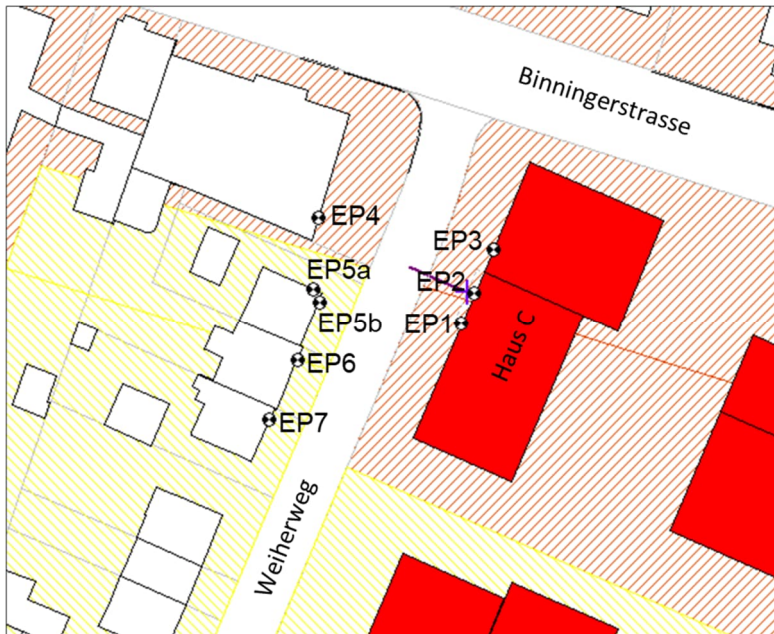 Binningerstrasse
EP4
EP3
EP5a
EP2
EP5b
EP1
Haus C
EP6
EP7
Weiherweg